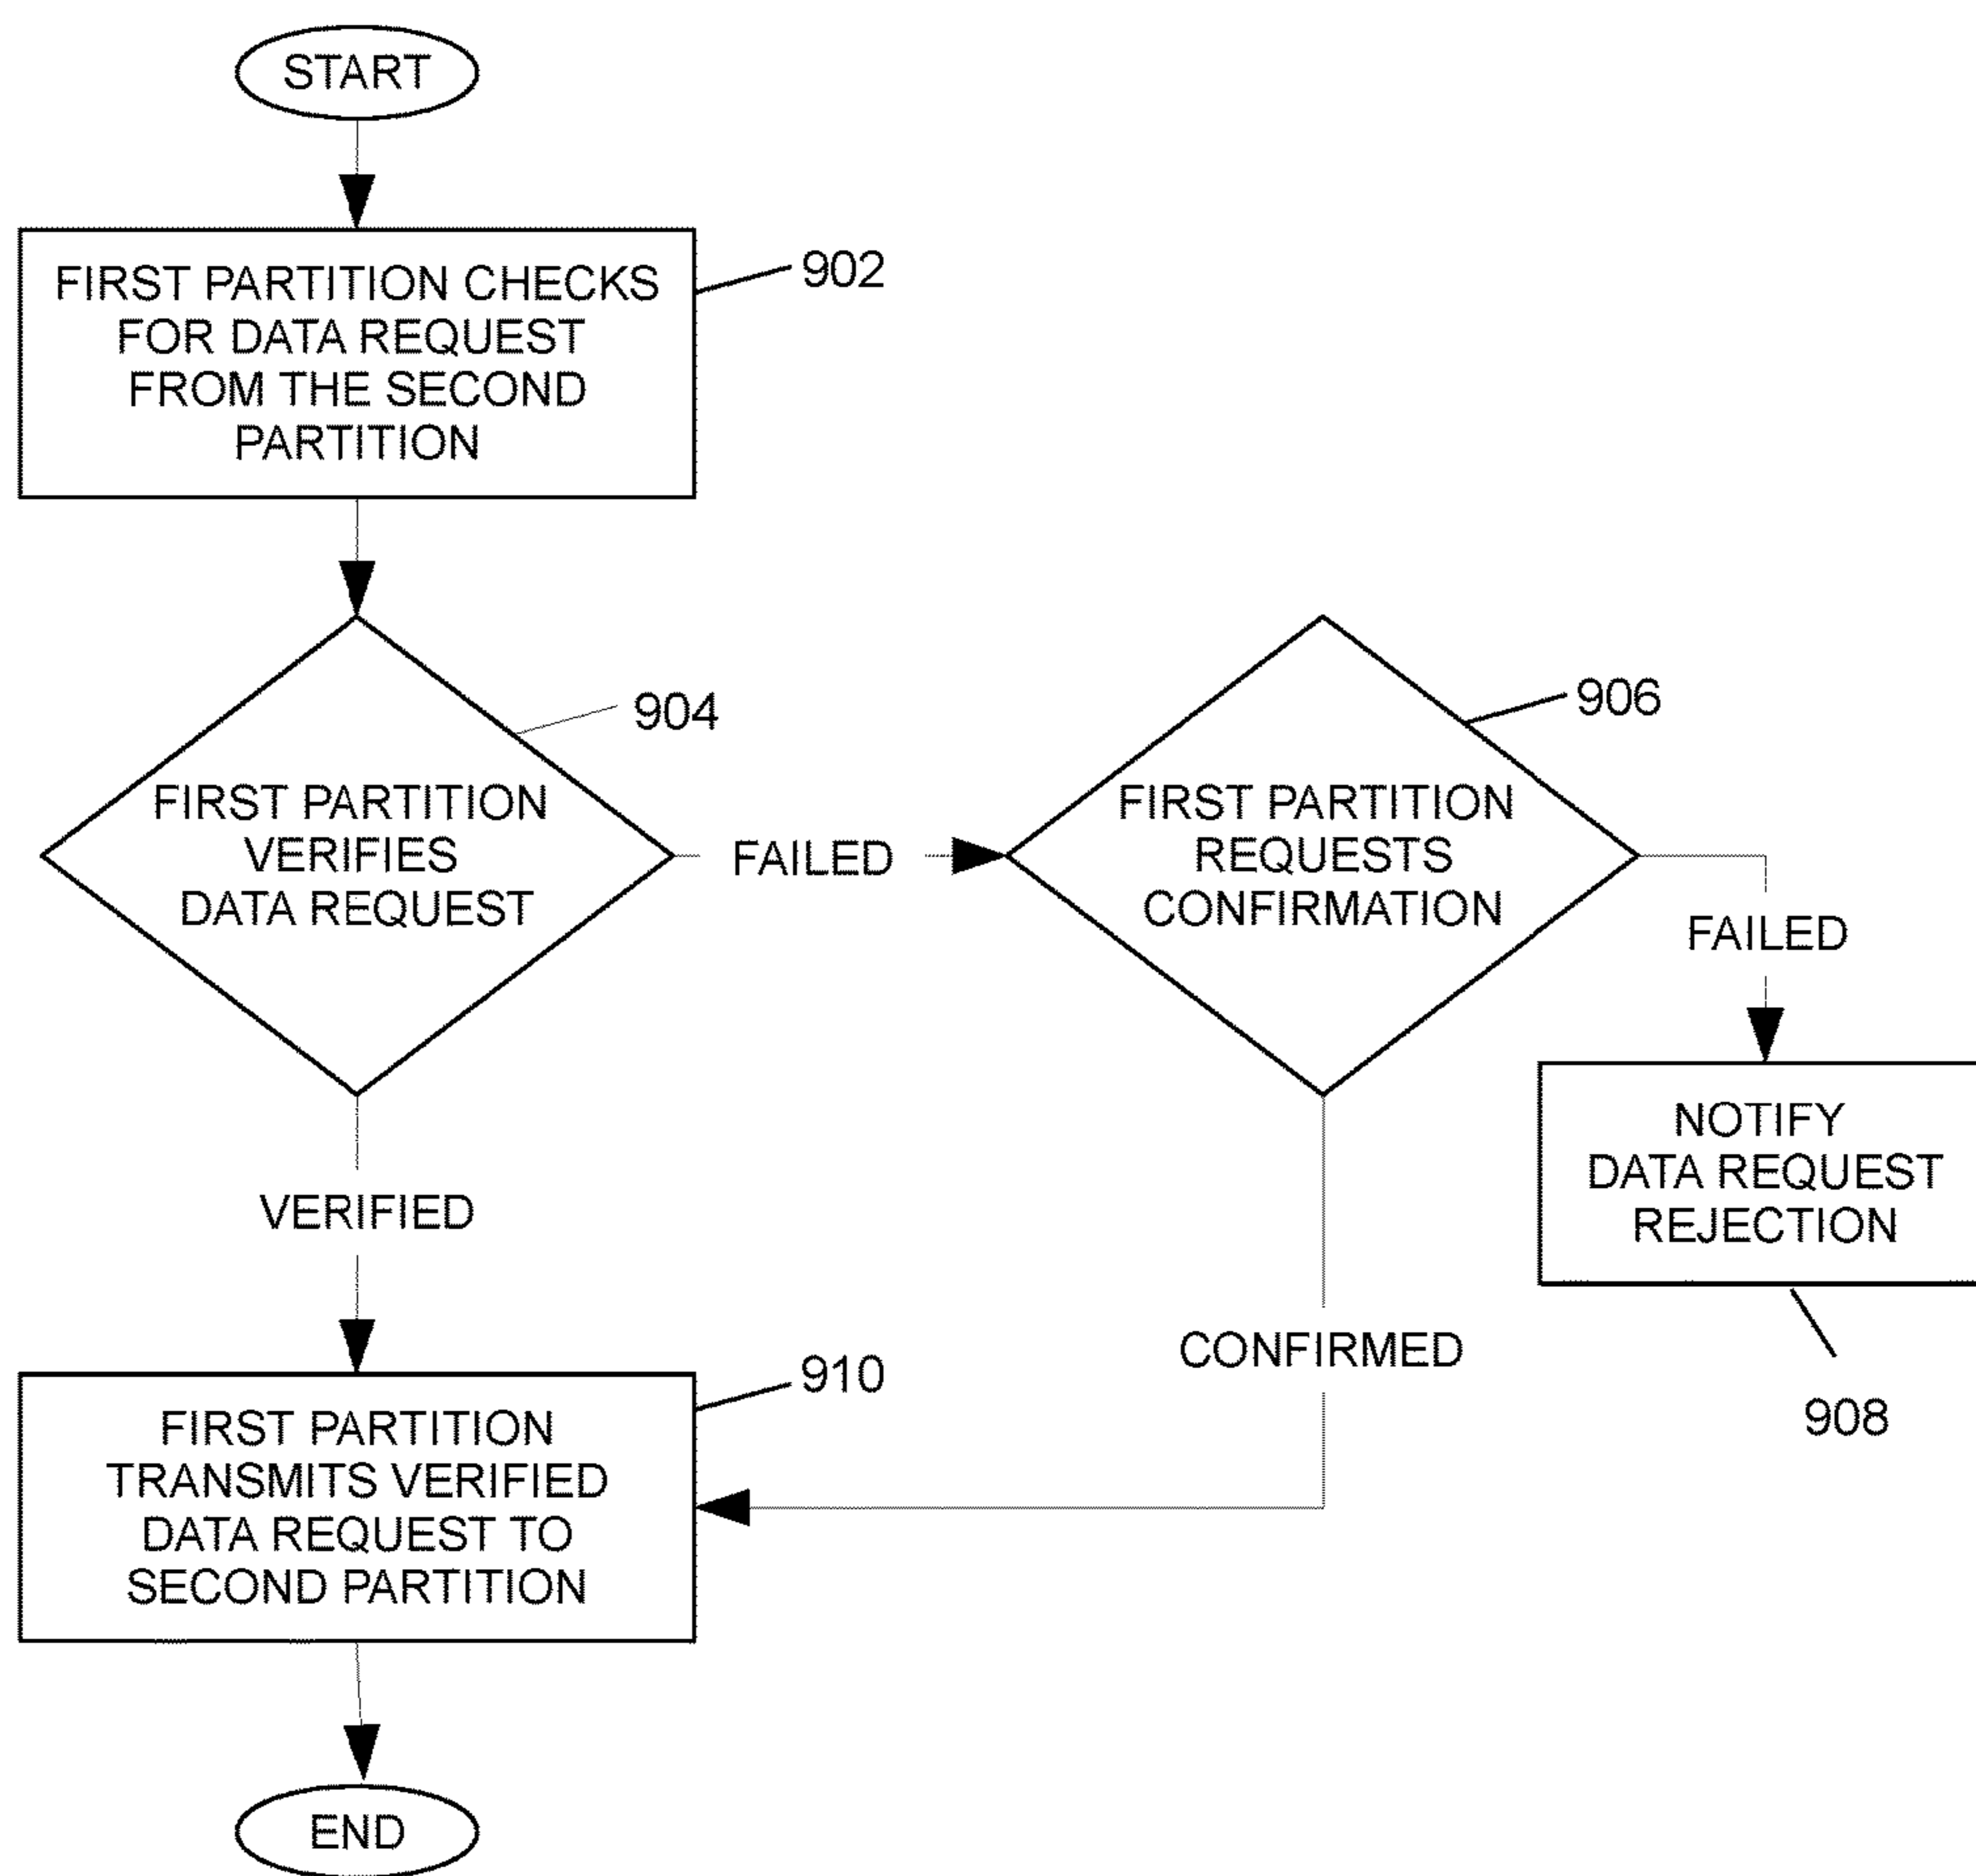 START
FIRST PARTITION CHECKS
FOR DATA REQUEST
FROM THE SECOND
PARTITION
902
904
FIRST PARTITION
VERIFIES
DATA REQUEST
FAILED
906
FIRST PARTITION
REQUESTS
CONFIRMATION
FAILED
NOTIFY
DATA REQUEST
REJECTION
908
VERIFIED
CONFIRMED
910
FIRST PARTITION
TRANSMITS VERIFIED
DATA REQUEST TO
SECOND PARTITION
END